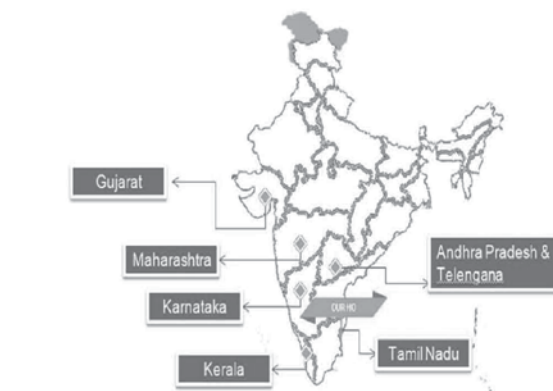 Gujarat
Maharashtra
Andhra Pradesh &
Telengana
Karnataka
OUR HO
Tamil Nadu
Kerala